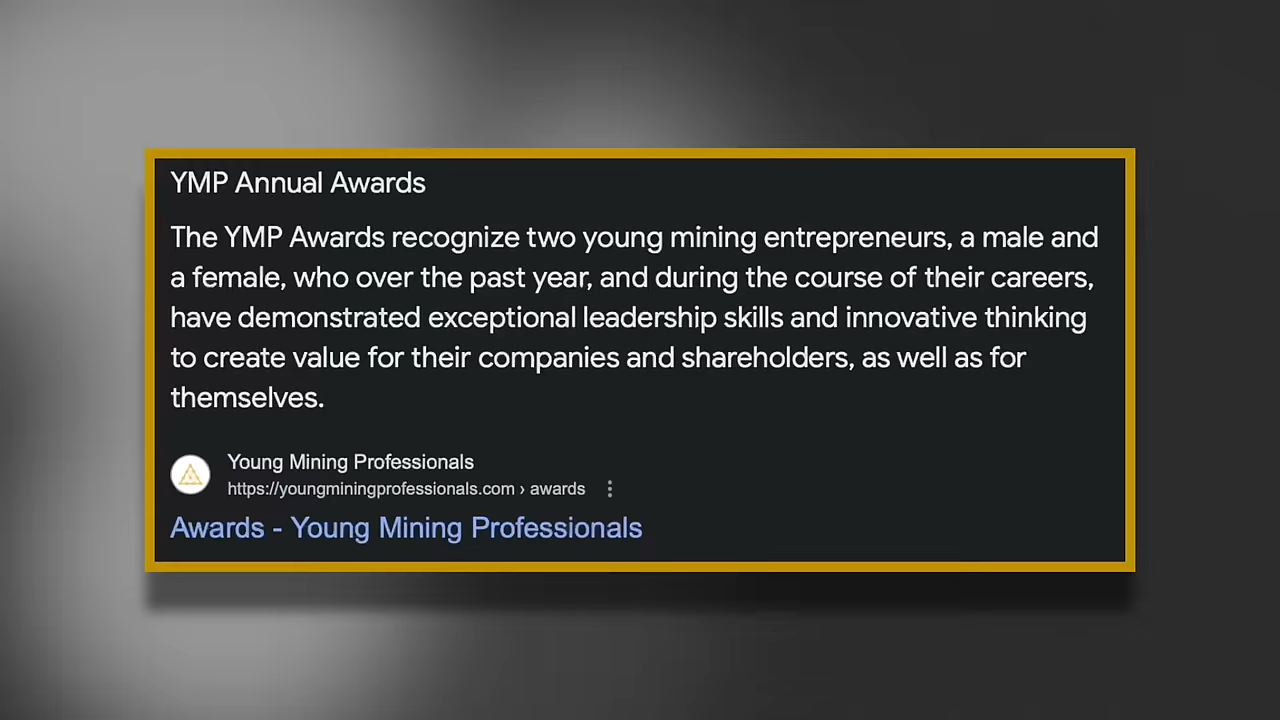 YMP Annual Awards
The YMP Awards recognize two young mining entrepreneurs, a male and
a female, who over the past year, and during the course of their careers,
have demonstrated exceptional leadership skills and innovative thinking
to create value for their companies and shareholders, as well as for
themselves.
Young Mining Professionals
https://youngminingprofessionals.com › awards
Awards - Young Mining Professionals